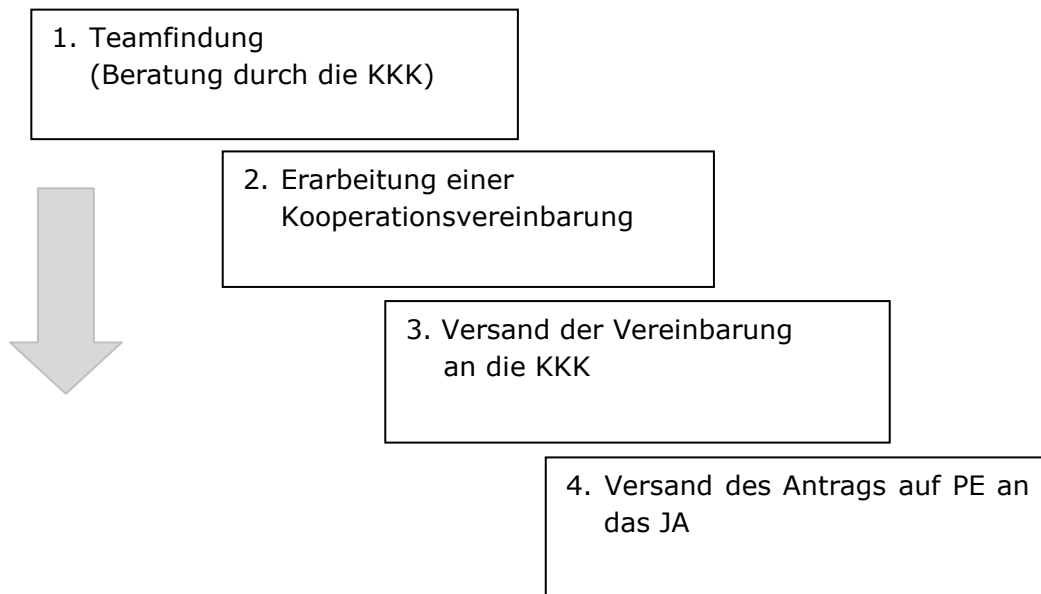 1. Teamfindung
(Beratung durch die KKK)
2. Erarbeitung einer
Kooperationsvereinbarung
3. Versand der Vereinbarung
an die KKK
4. Versand des Antrags auf PE an
das JA